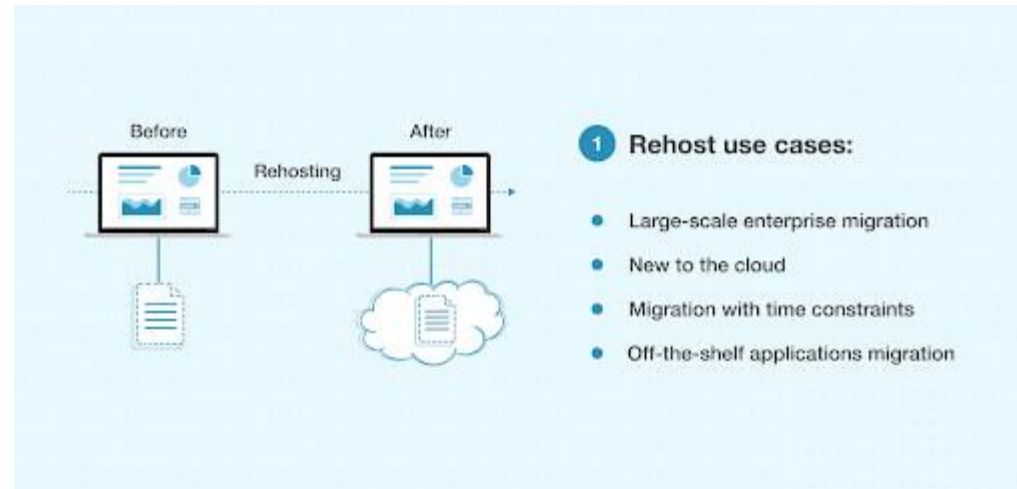 Before
After
Rehosting
1 Rehost use cases:
Large-scale enterprise migration
New to the cloud
Migration with time constraints
Off-the-shelf applications migration